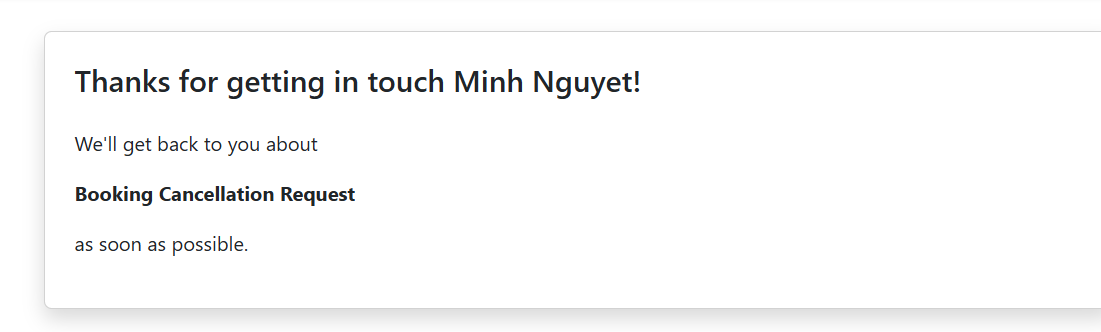 Thanks for getting in touch Minh Nguyet!
We'll get back to you about
Booking Cancellation Request
as soon as possible.